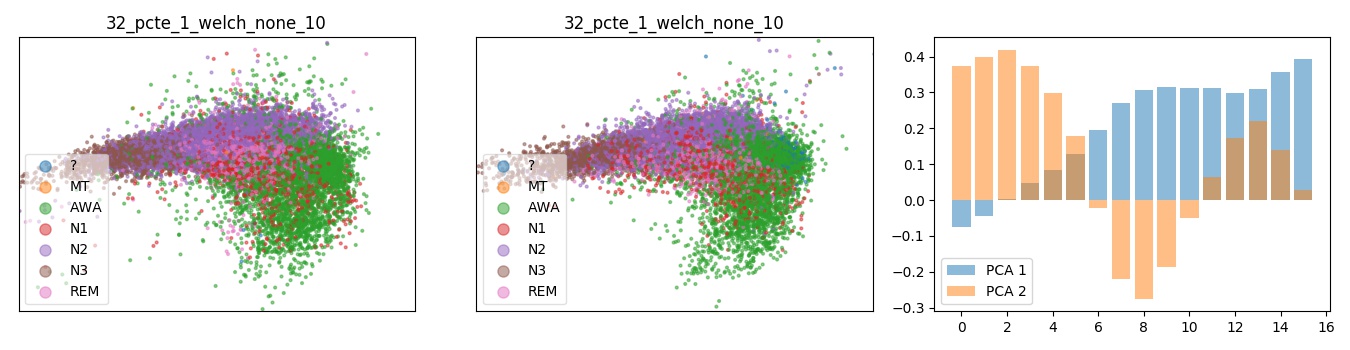 32_pcte_1_welch_none_10
?
MT
AWA
N1
N2
N3
REM
32_pcte_1_welch_none_10
?
MT
AWA
N1
N2
N3
REM
0.4
0.3
0.2
0.1
0.0
−0.1
−0.2
−0.3
PCA 1
PCA 2
0 2 4 6 8 10 12 14 16